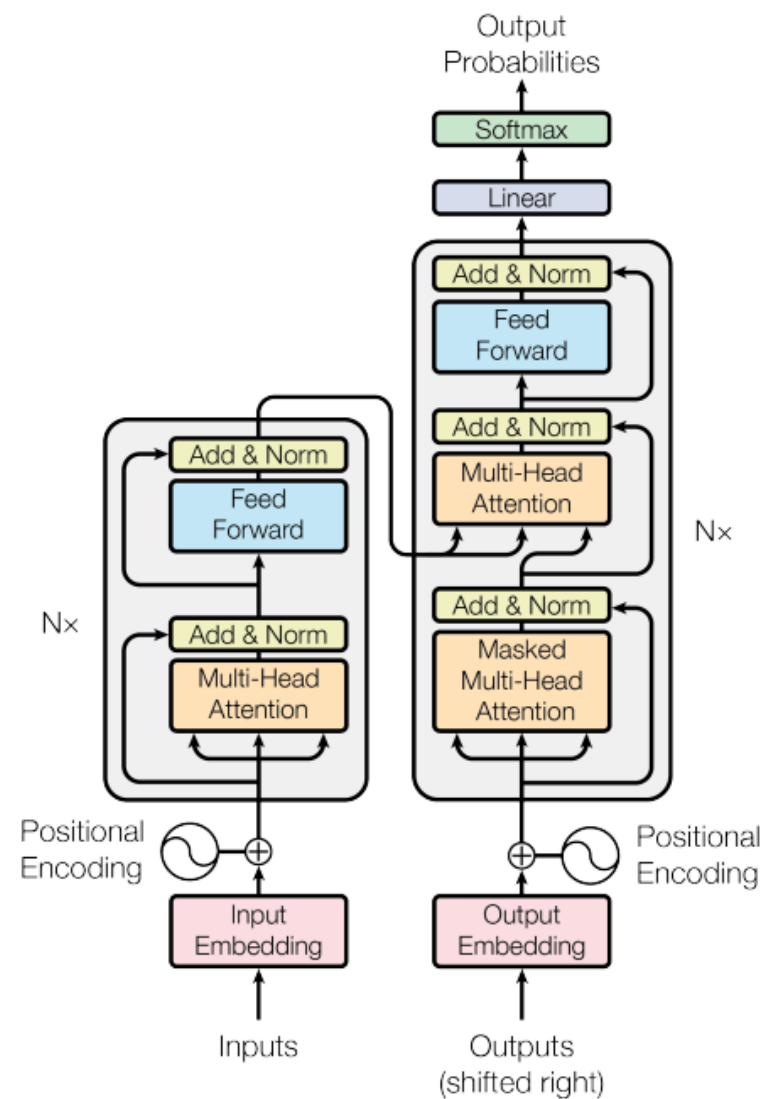 Output
Probabilities
Softmax
Linear
Add & Norm
Feed
Forward
Add & Norm
Multi-Head
Attention
Add & Norm
Masked
Multi-Head
Attention
N×
Add & Norm
Feed
Forward
Add & Norm
Multi-Head
Attention
N×
Positional
Encoding
Input
Embedding
Inputs
Positional
Encoding
Output
Embedding
Outputs
(shifted right)